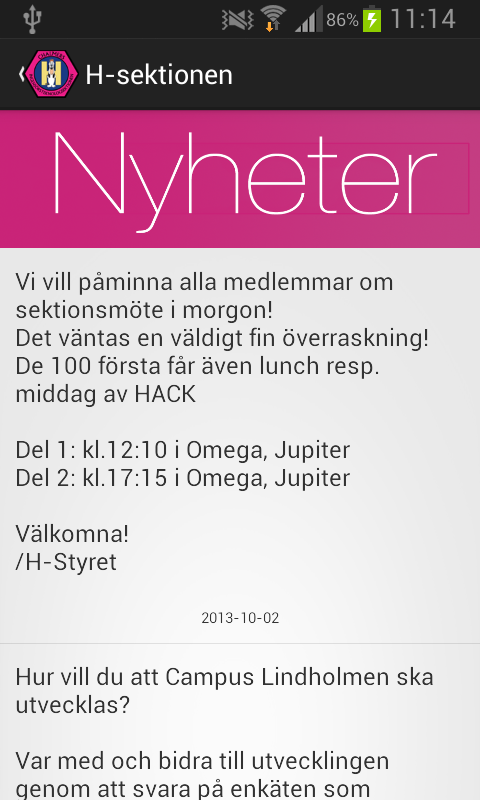 86% 11:14
H-sektionen
Nyheter
Vi vill påminna alla medlemmar om
sektionsmöte i morgon!
Det väntas en väldigt fin överraskning!
De 100 första får även lunch resp.
middag av HACK
Del 1: kl.12:10 i Omega, Jupiter
Del 2: kl.17:15 i Omega, Jupiter
Välkomna!
/H-Styret
2013-10-02
Hur vill du att Campus Lindholmen ska
utvecklas?
Var med och bidra till utvecklingen
genom att svara på enkäten som